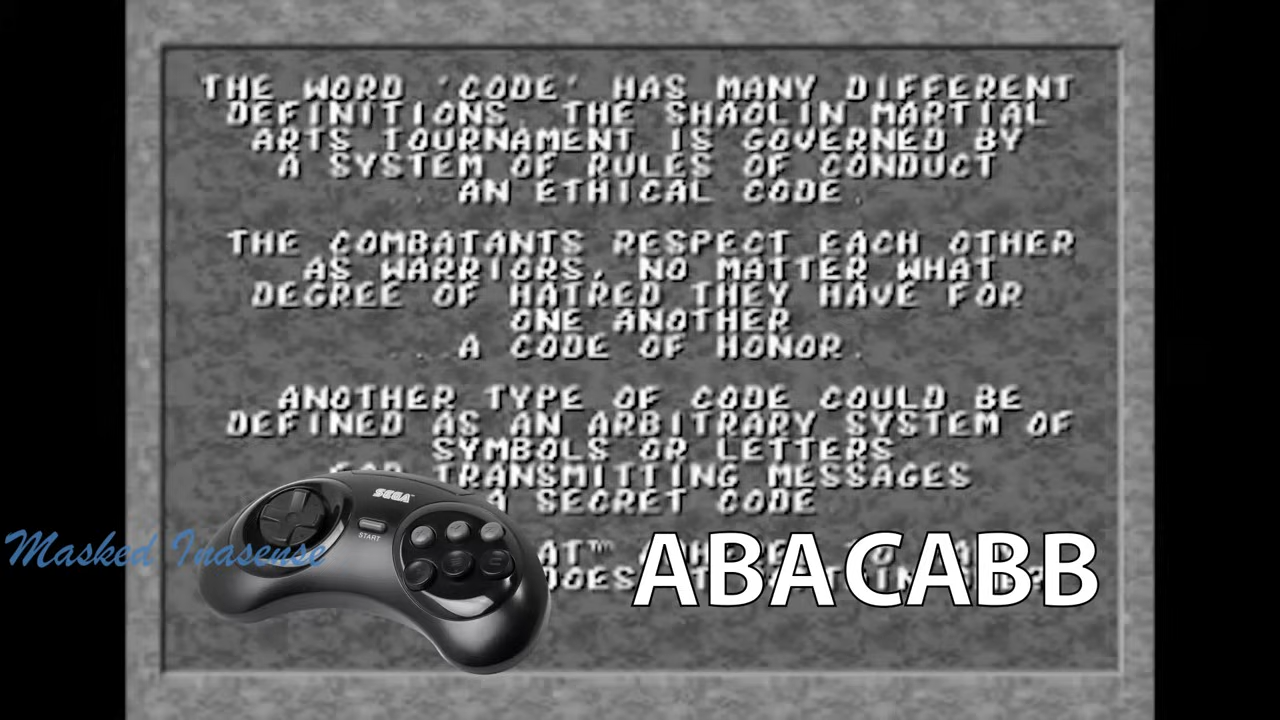 THE WORD 'CODE' HAS MANY DIFFERENT
DEFINITIONS. THE SHAOLIN MARTIAL
ARTS TOURNAMENT IS GOVERNED BY
A SYSTEM OF RULES OF CONDUCT
...AN ETHICAL CODE.
THE COMBATANTS RESPECT EACH OTHER
AS WARRIORS, NO MATTER WHAT
DEGREE OF HATRED THEY HAVE FOR
ONE ANOTHER
...A CODE OF HONOR.
ANOTHER TYPE OF CODE COULD BE
DEFINED AS AN ARBITRARY SYSTEM OF
SYMBOLS OR LETTERS
FOR TRANSMITTING MESSAGES
A SECRET CODE
SEGA™
START
Masked Inasense
ABACABB